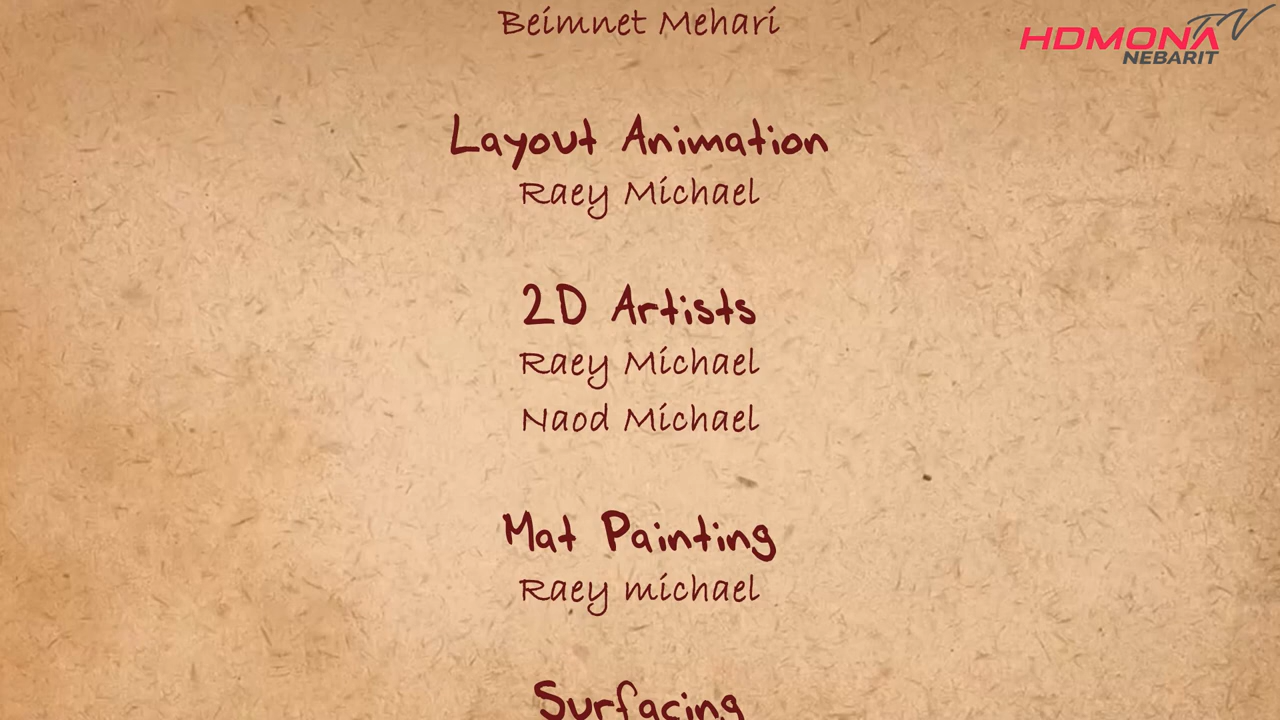 Beimnet Mehari
HDMONA TV
NEBARIT
Layout Animation
Raey Michael
2D Artists
Raey Michael
Naod Michael
Mat Painting
Raey michael
Surfacing